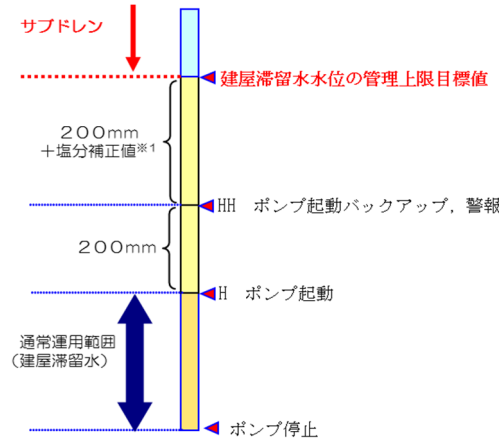 サブドレン
建屋滞留水水位の管理上限目標値
200mm
+塩分補正値※1
HH ポンプ起動バックアップ,警報
200mm
H ポンプ起動
通常運用範囲
(建屋滞留水)
ポンプ停止